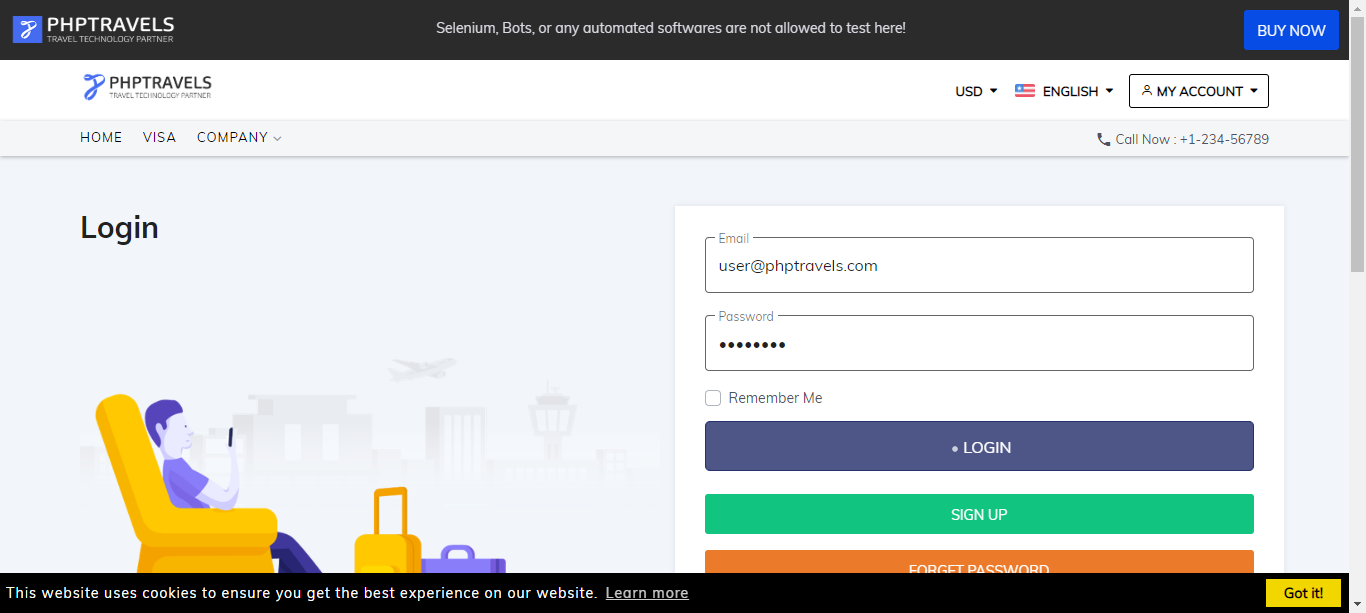 PHPTRAVELS
TRAVEL TECHNOLOGY PARTNER
Selenium, Bots, or any automated softwares are not allowed to test here!
BUY NOW
PHPTRAVELS
TRAVEL TECHNOLOGY PARTNER
USD
ENGLISH
MY ACCOUNT
HOME
VISA
COMPANY
Call Now : +1-234-56789
Login
Email
user@phptravels.com
Password
••••••••
Remember Me
LOGIN
SIGN UP
FORGET PASSWORD
This website uses cookies to ensure you get the best experience on our website. Learn more
Got it!